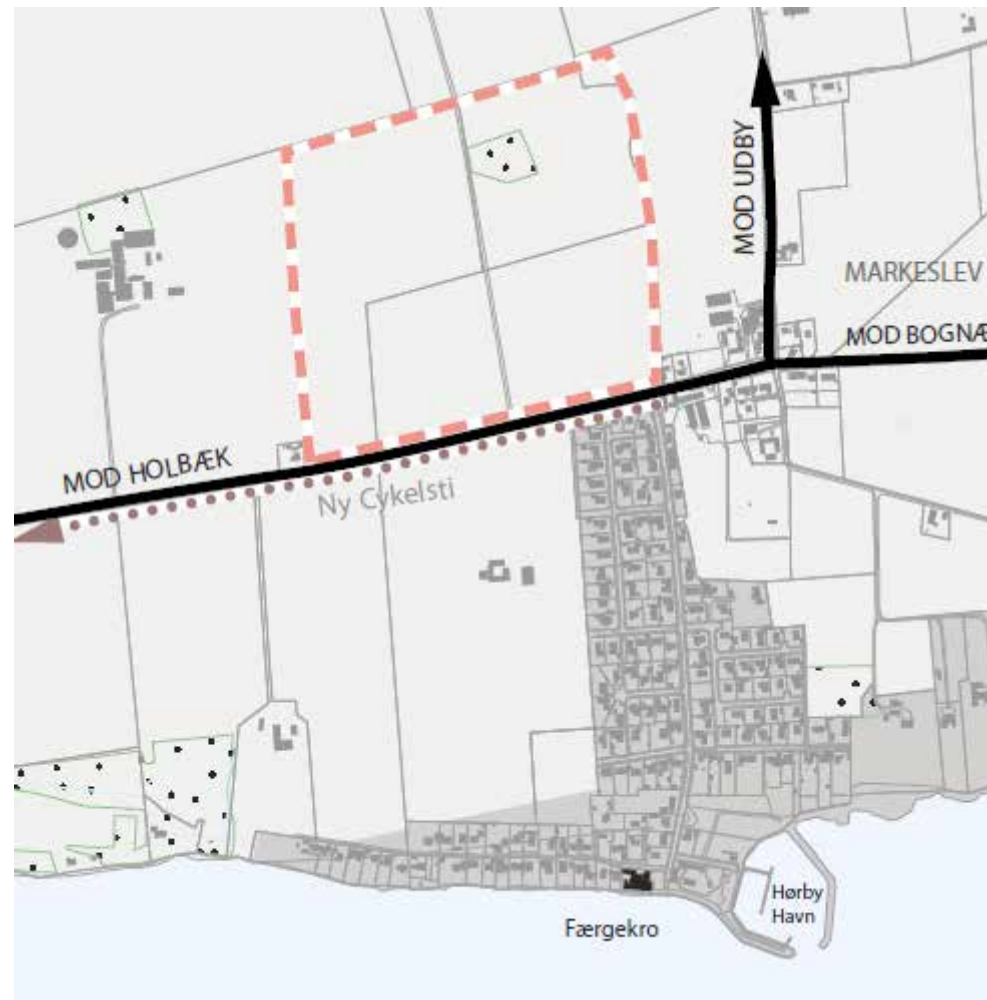 MOD UDBY
MARKESLEV
MOD BOGNÆ
MOD HOLBÆK
Ny Cykelsti
Hørby
Havn
Færgekro